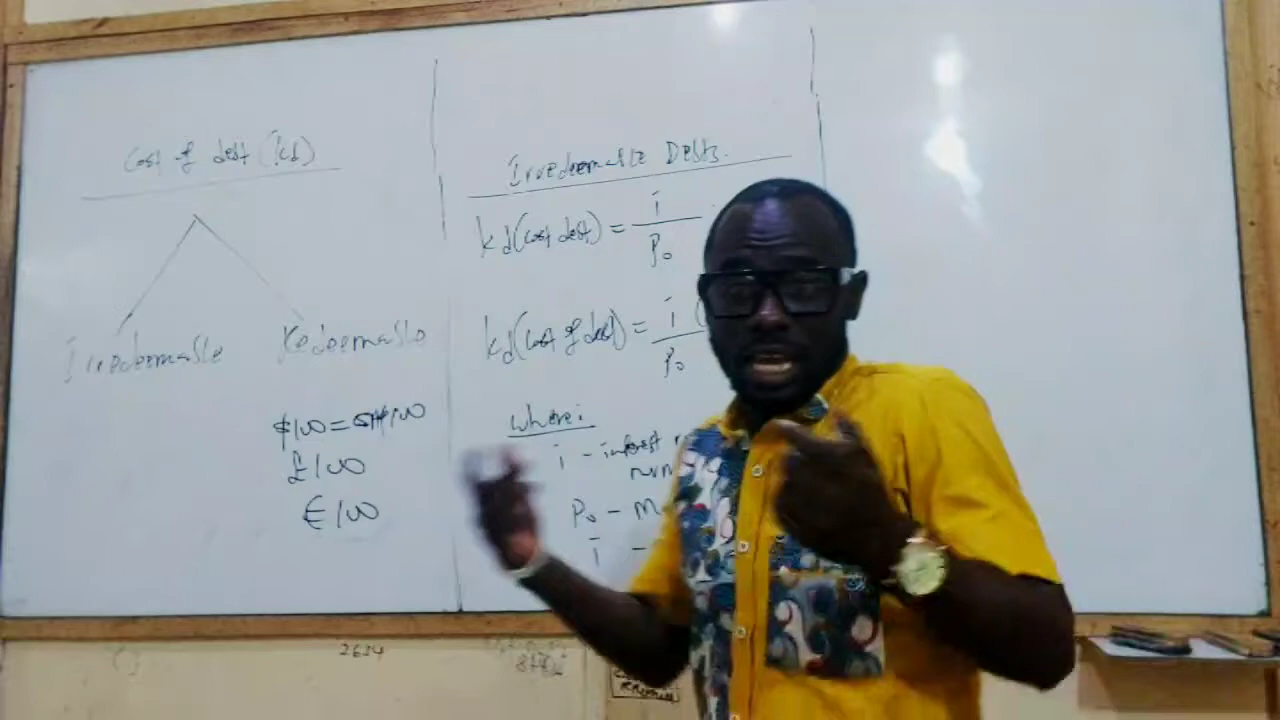 Cost of debt (kd)
Irredeemable
Redeemable
$100 = GH¢100
£100
€100
Irredeemable Debts.
kd (cost debt) = i / P₀
kd (cost of debt) = i ( / P₀
where:
i - interest
P₀ - m
i -
2634